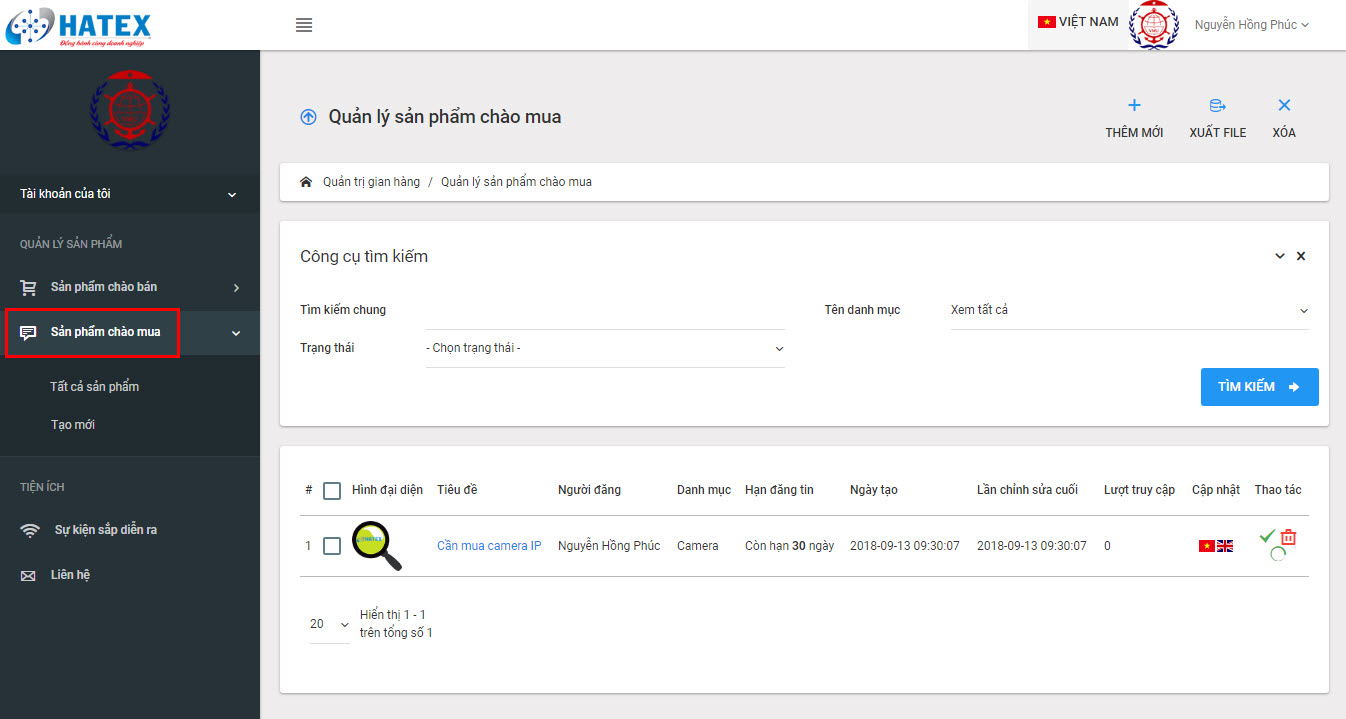 HATEX
Đồng hành cùng doanh nghiệp
VIỆT NAM
Nguyễn Hồng Phúc
Tài khoản của tôi
QUẢN LÝ SẢN PHẨM
Sản phẩm chào bán
Sản phẩm chào mua
Tất cả sản phẩm
Tạo mới
TIỆN ÍCH
Sự kiện sắp diễn ra
Liên hệ
Quản lý sản phẩm chào mua
THÊM MỚI XUẤT FILE XÓA
Quản trị gian hàng / Quản lý sản phẩm chào mua
Công cụ tìm kiếm
Tìm kiếm chung
Tên danh mục Xem tất cả
Trạng thái - Chọn trạng thái -
TÌM KIẾM
# Hình đại diện Tiêu đề Người đăng Danh mục Hạn đăng tin Ngày tạo Lần chỉnh sửa cuối Lượt truy cập Cập nhật Thao tác
1 HATEX Cần mua camera IP Nguyễn Hồng Phúc Camera Còn hạn 30 ngày 2018-09-13 09:30:07 2018-09-13 09:30:07 0
20 Hiển thị 1 - 1
trên tổng số 1